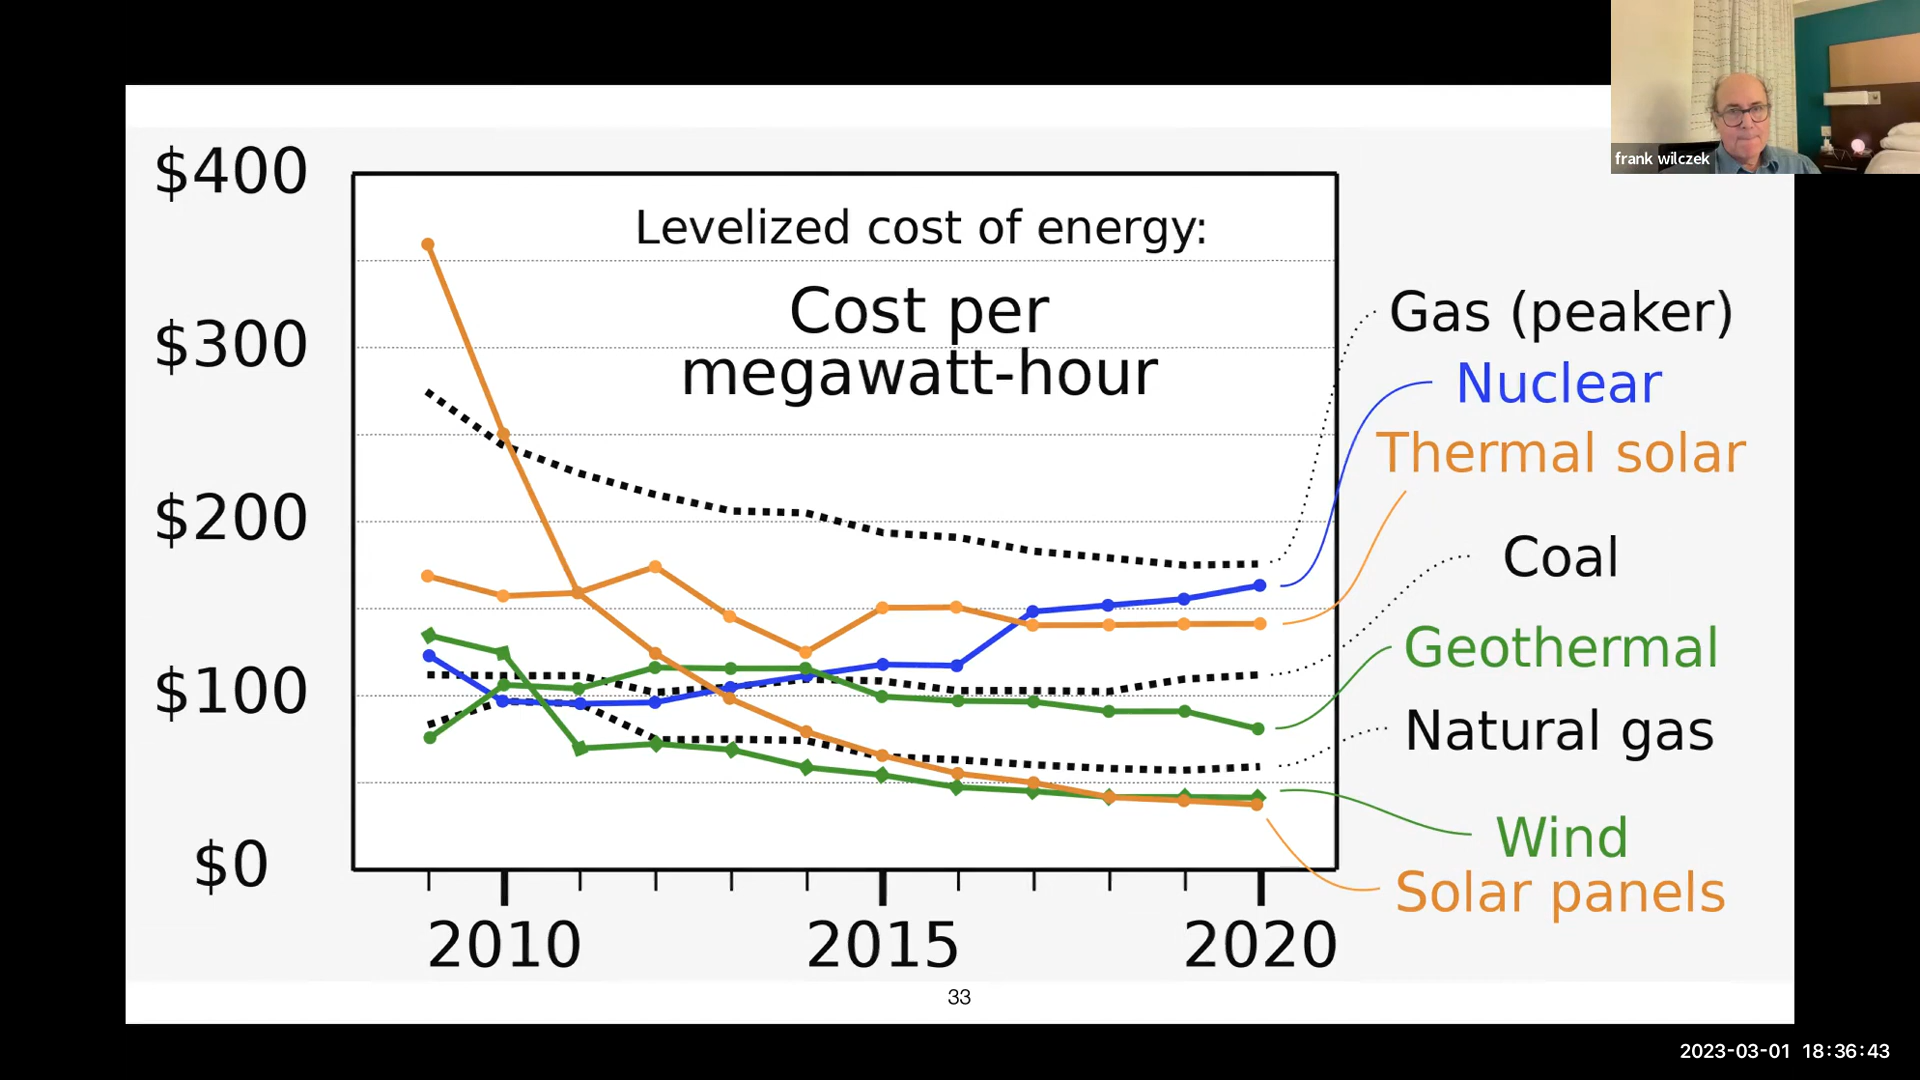 frank wilczek
Levelized cost of energy:
Cost per
megawatt-hour
$400
$300
$200
$100
$0
Gas (peaker)
Nuclear
Thermal solar
Coal
Geothermal
Natural gas
Wind
Solar panels
2010 2015 2020
33
2023-03-01 18:36:43